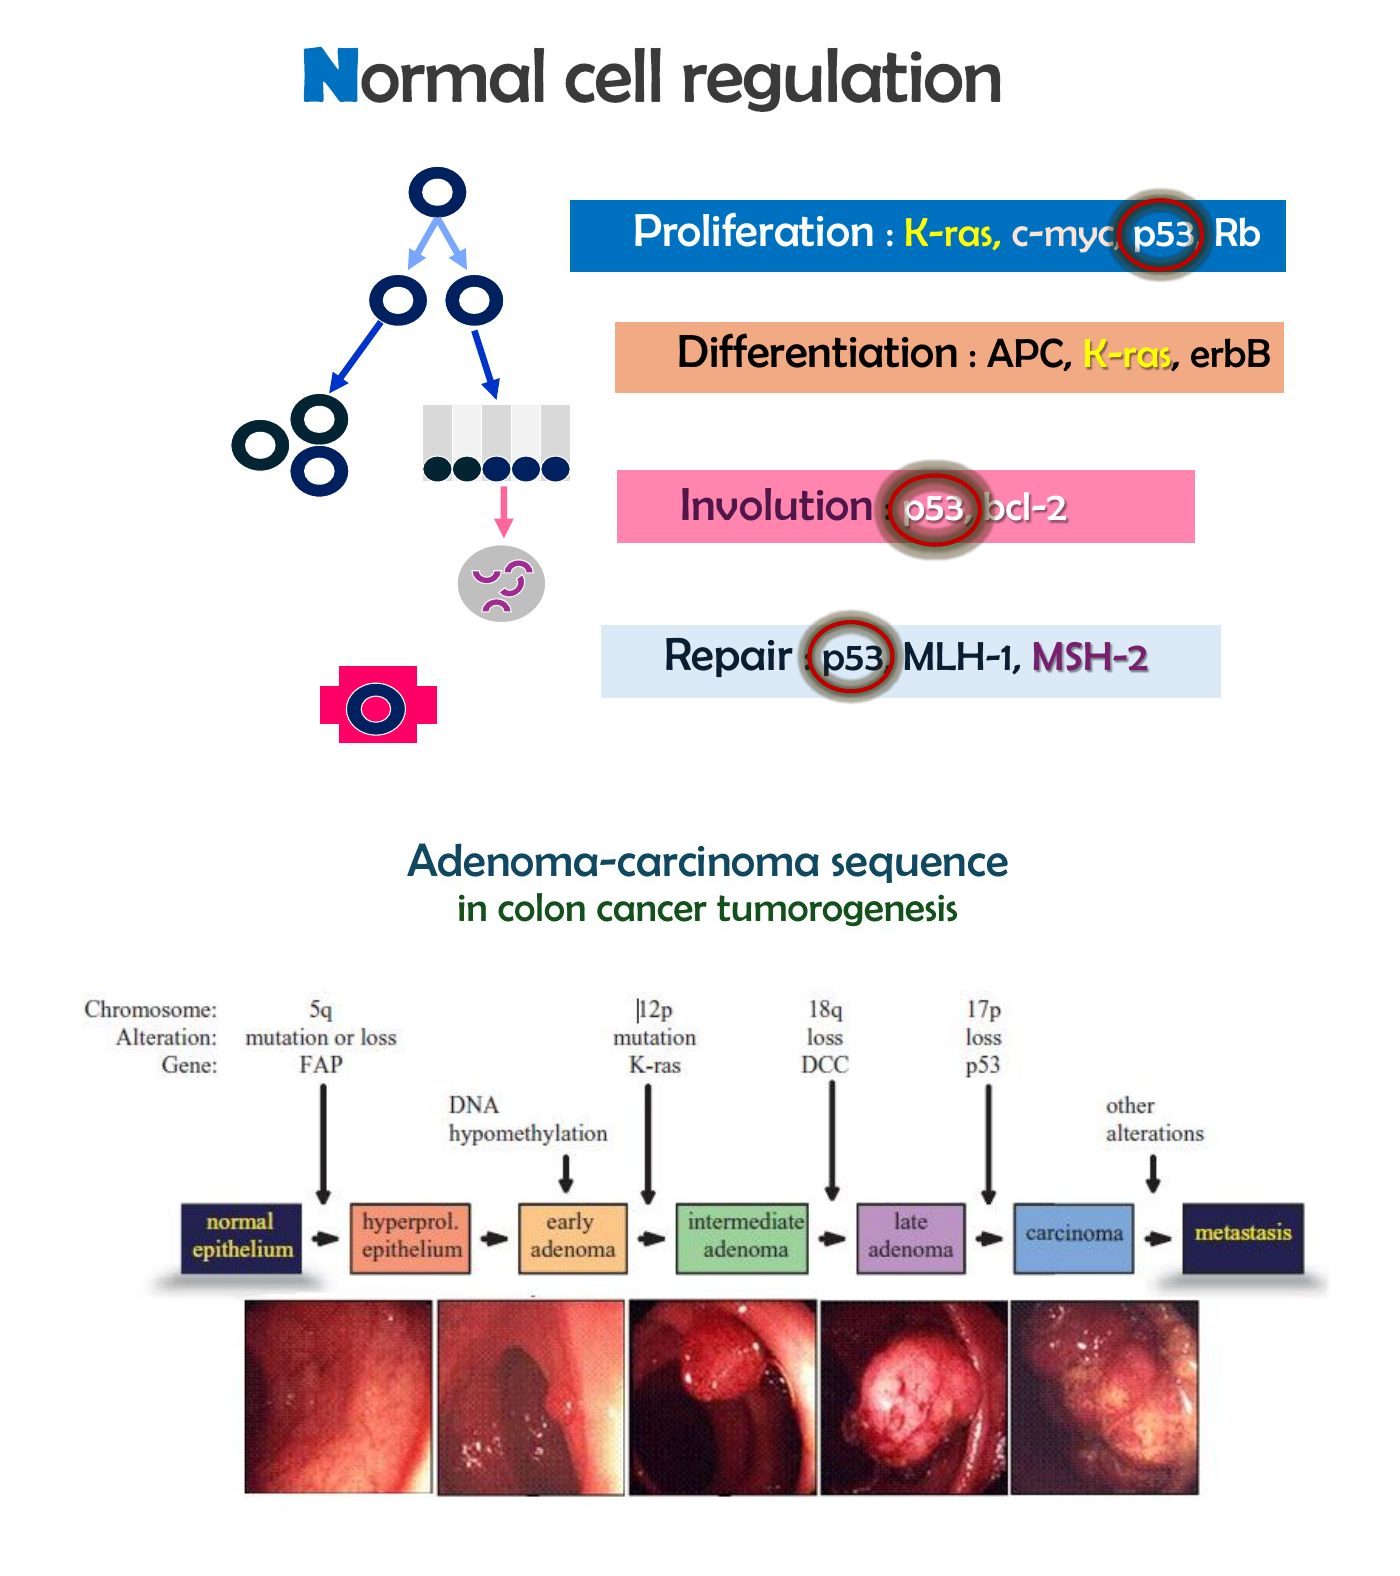 Normal cell regulation
Proliferation : K-ras, c-myc, p53, Rb
Differentiation : APC, K-ras, erbB
Involution : p53, bcl-2
Repair : p53, MLH-1, MSH-2
Adenoma-carcinoma sequence
in colon cancer tumorogenesis
Chromosome: 5q 12p 18q 17p
Alteration: mutation or loss mutation loss loss
Gene: FAP K-ras DCC p53
DNA
hypomethylation
other
alterations
normal
epithelium
hyperprol.
epithelium
early
adenoma
intermediate
adenoma
late
adenoma
carcinoma
metastasis